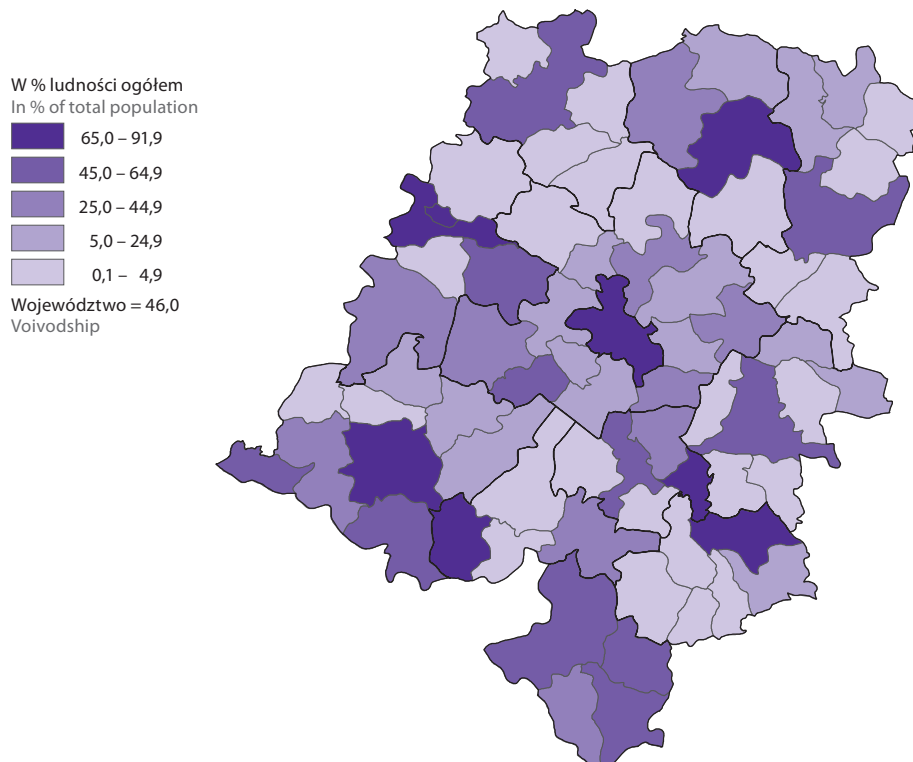 W % ludności ogółem
In % of total population
65,0 – 91,9
45,0 – 64,9
25,0 – 44,9
5,0 – 24,9
0,1 – 4,9
Województwo = 46,0
Voivodship